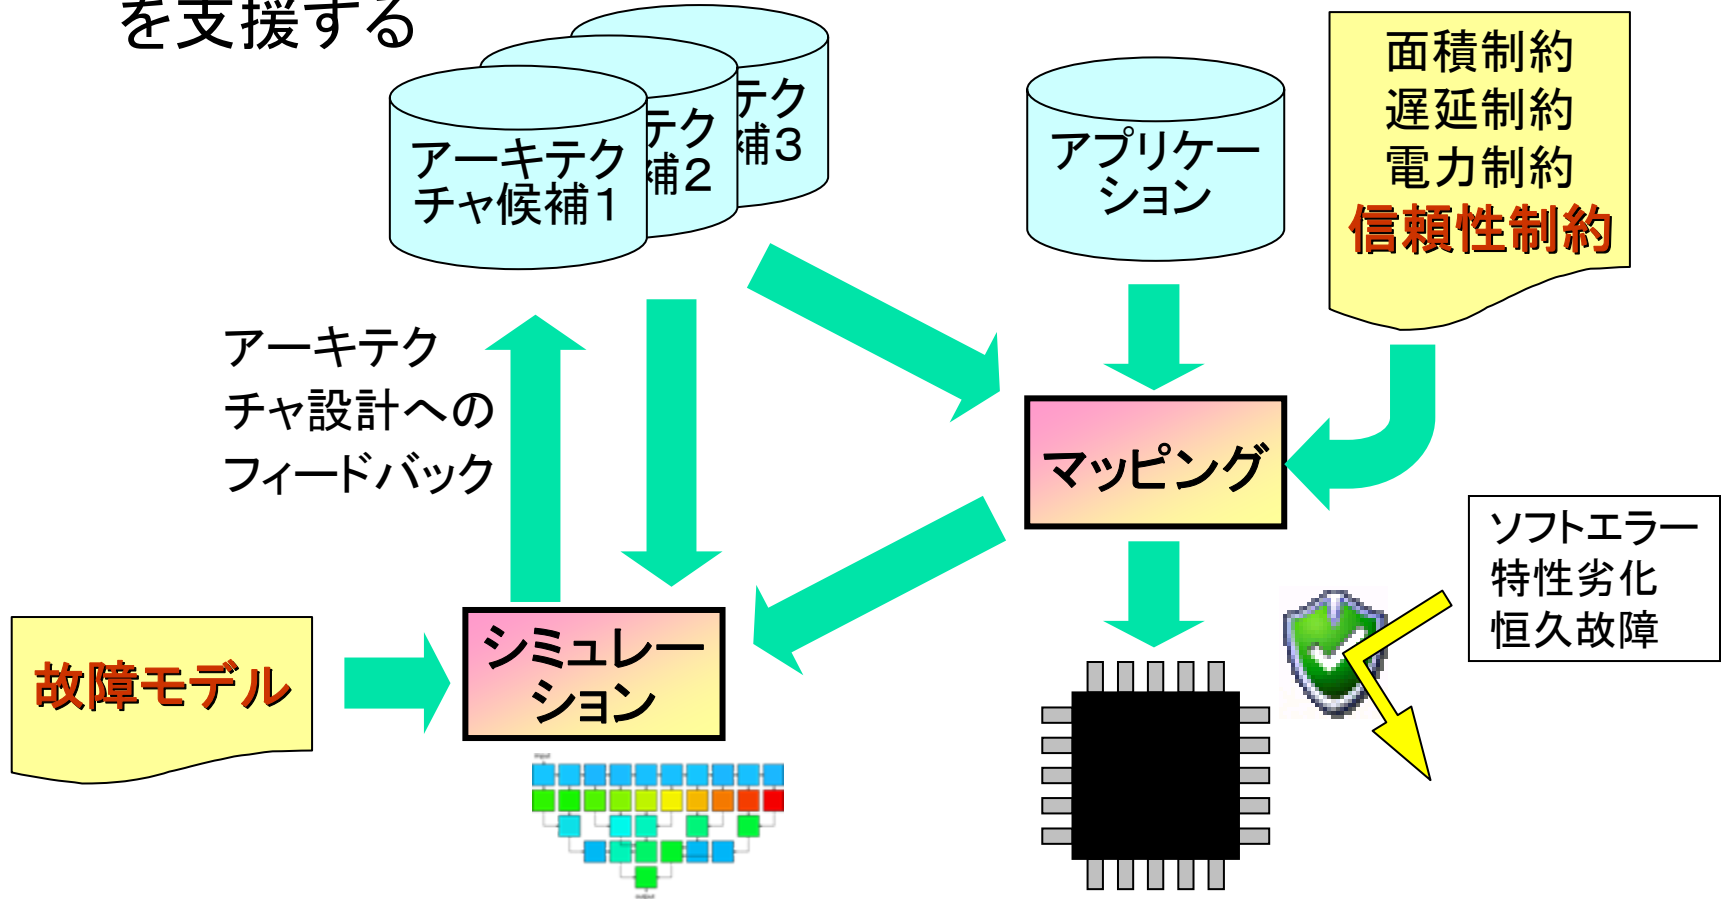 を支援する
アーキテク
チャ候補１
テク
補２
テク
補３
アプリケー
ション
面積制約
遅延制約
電力制約
信頼性制約
アーキテク
チャ設計への
フィードバック
マッピング
ソフトエラー
特性劣化
恒久故障
故障モデル
シミュレー
ション
input
output